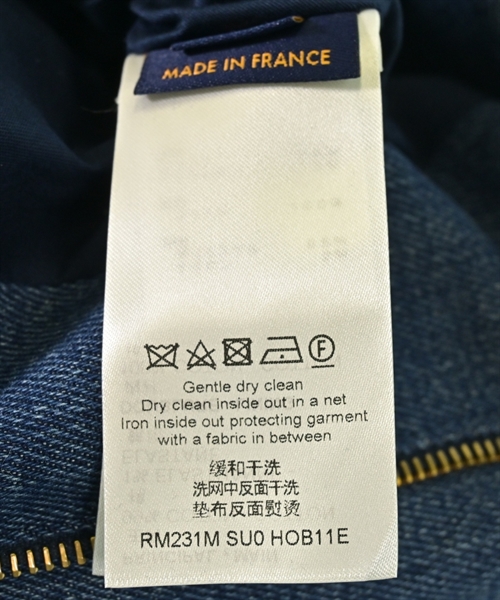 MADE IN FRANCE
F
Gentle dry clean
Dry clean inside out in a net
Iron inside out protecting garment
with a fabric in between
缓和干洗
洗网中反面干洗
垫布反面熨烫
RM231M SU0 HOB11E